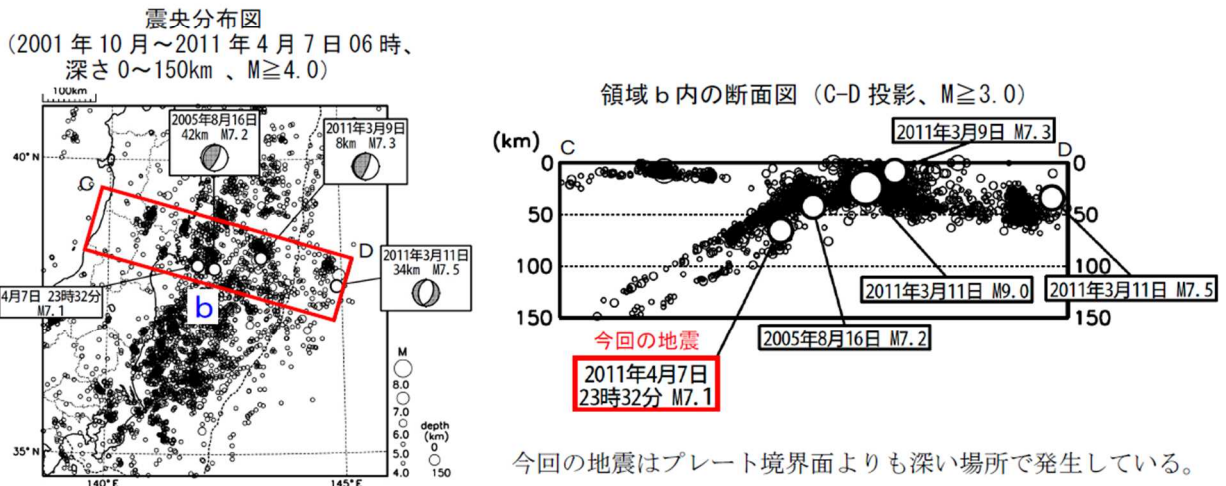 震央分布図
(2001年10月～2011年4月7日06時、
深さ0～150km 、M≧4.0)
100km
2005年8月16日
42km M7.2
2011年3月9日
8km M7.3
40°N
C
D
2011年3月11日
34km M7.5
4月7日 23時32分
M7.1
b
M
8.0
7.0
6.0
5.0
4.0
depth
(km)
0
150
35°N
140°E
145°E
領域b内の断面図 (C-D投影、M≧3.0)
2011年3月9日 M7.3
(km)
C
D
0
0
50
50
100
100
150
150
2011年3月11日 M9.0
2011年3月11日 M7.5
今回の地震
2005年8月16日 M7.2
2011年4月7日
23時32分 M7.1
今回の地震はプレート境界面よりも深い場所で発生している。